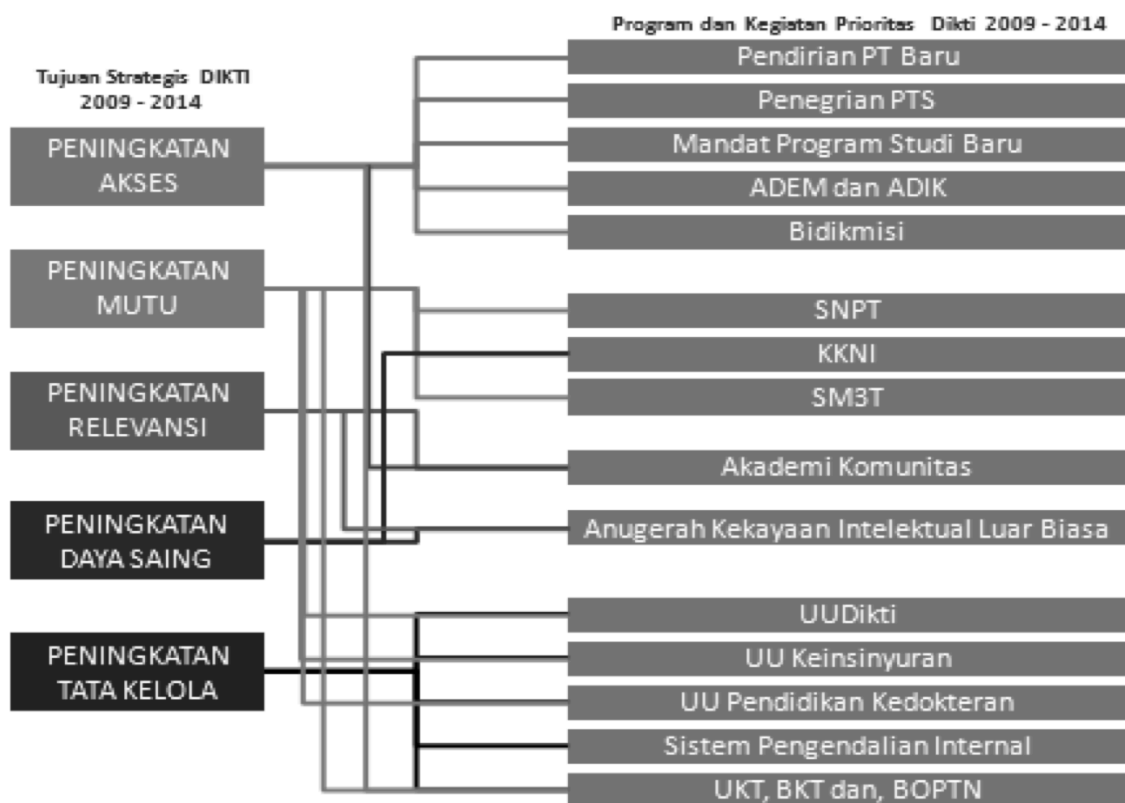 Tujuan Strategis DIKTI
2009 - 2014
PENINGKATAN
AKSES
PENINGKATAN
MUTU
PENINGKATAN
RELEVANSI
PENINGKATAN
DAYA SAING
PENINGKATAN
TATA KELOLA
Program dan Kegiatan Prioritas Dikti 2009 - 2014
Pendirian PT Baru
Penegrian PTS
Mandat Program Studi Baru
ADEM dan ADIK
Bidikmisi
SNPT
KKNI
SM3T
Akademi Komunitas
Anugerah Kekayaan Intelektual Luar Biasa
UUDikti
UU Keinsinyuran
UU Pendidikan Kedokteran
Sistem Pengendalian Internal
UKT, BKT dan, BOPTN